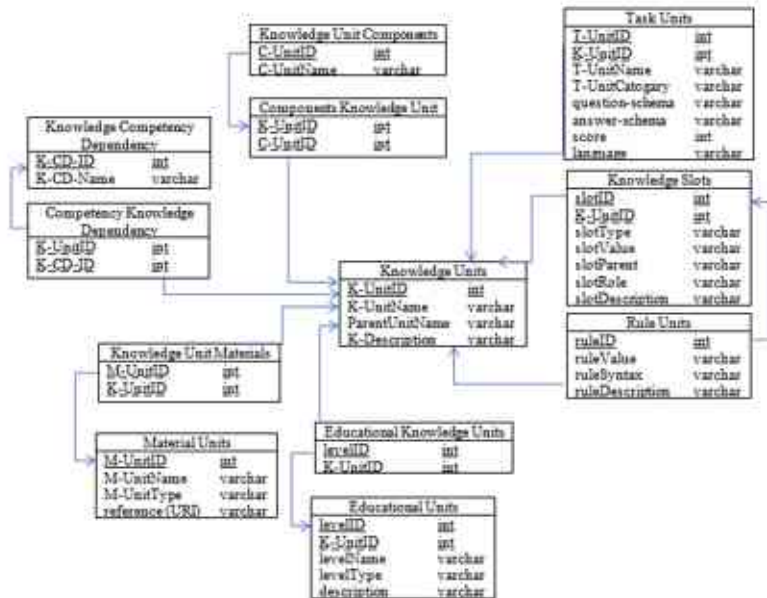 Knowledge Unit Components
C-UnitID int
C-UnitName varchar
Components Knowledge Unit
K-UnitID int
C-UnitID int
Knowledge Competency
Dependency
K-CD-ID int
K-CD-Name varchar
Competency Knowledge
Dependency
K-UnitID int
K-CD-ID int
Task Units
T-UnitID int
K-UnitID int
T-UnitName varchar
T-UnitCatogary varchar
question-schema varchar
answer-schema varchar
score int
language varchar
Knowledge Slots
slotID int
K-UnitID int
slotType varchar
slotValue varchar
slotParent varchar
slotRole varchar
slotDescription varchar
Knowledge Units
K-UnitID int
K-UnitName varchar
ParentUnitName varchar
K-Description varchar
Rule Units
ruleID int
ruleValue varchar
ruleSyntax varchar
ruleDescription varchar
Knowledge Unit Materials
M-UnitID int
K-UnitID int
Material Units
M-UnitID int
M-UnitName varchar
M-UnitType varchar
reference (URI) varchar
Educational Knowledge Units
levelID int
K-UnitID int
Educational Units
levelID int
K-UnitID int
levelName varchar
levelType varchar
description varchar